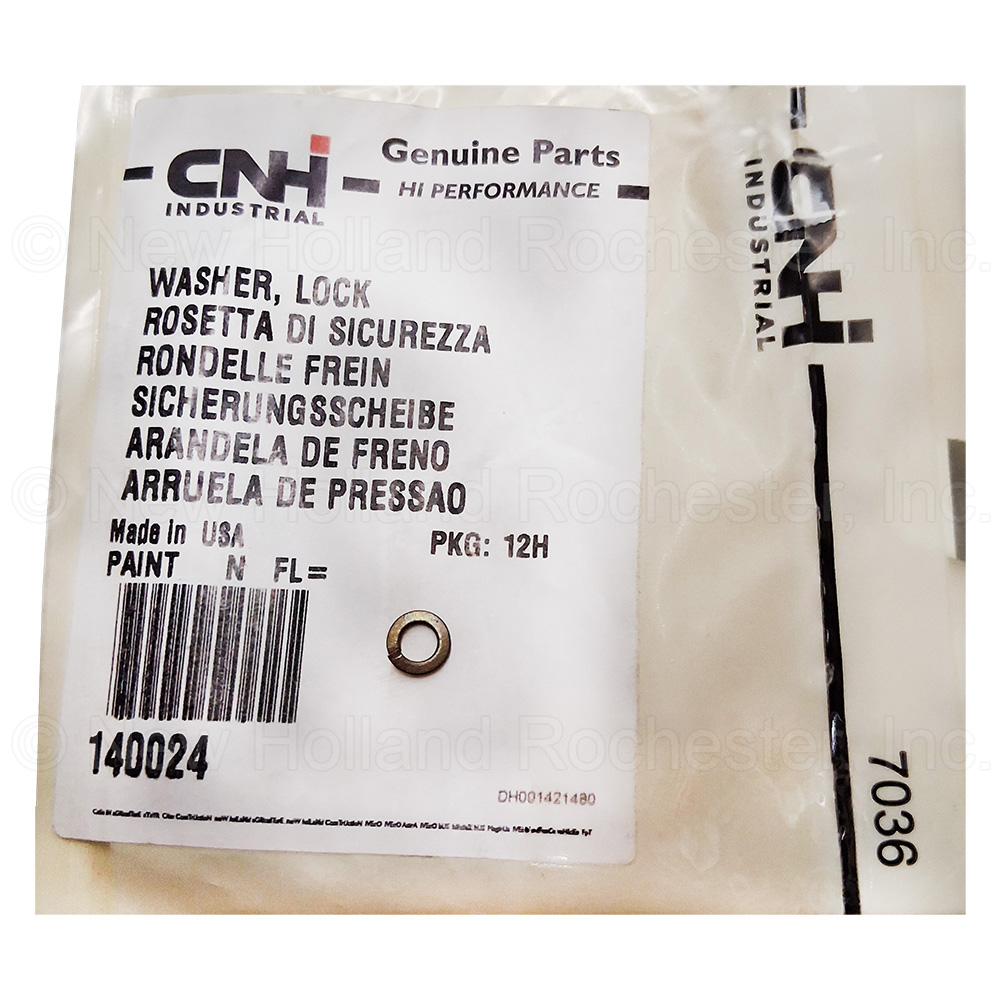 CNH INDUSTRIAL
Genuine Parts
HI PERFORMANCE
WASHER, LOCK
ROSETTA DI SICUREZZA
RONDELLE FREIN
SICHERUNGSSCHEIBE
ARANDELA DE FRENO
ARRUELA DE PRESSAO
Made in USA
PKG: 12H
PAINT N FL=
140024
DH001421480
CNH INDUSTRIAL
7036
© New Holland Rochester, Inc.
© New Holland Rochester, Inc.
© New Holland Rochester, Inc.